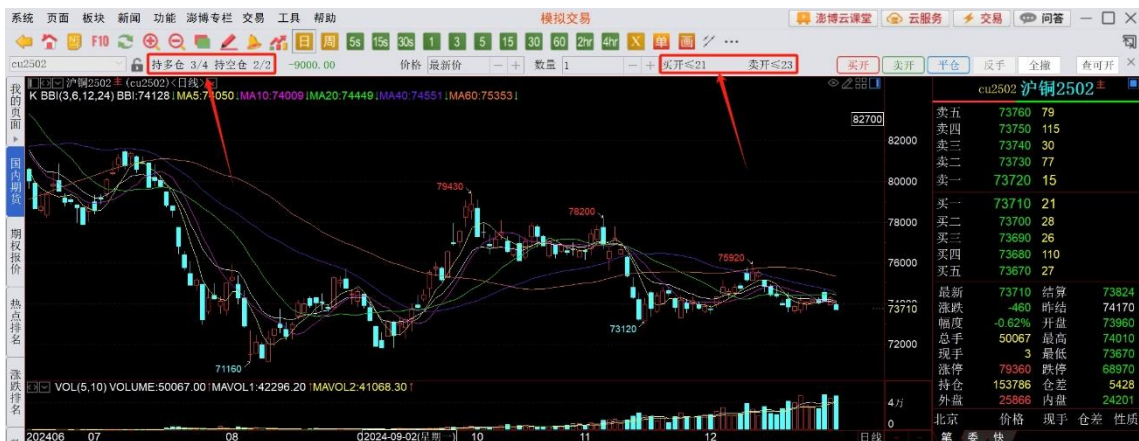 系统 页面 板块 新闻 功能 澎博专栏 交易 工具 帮助 模拟交易 澎博云课堂 云服务 交易 问答
F10 日 周 5s 15s 30s 1 3 5 15 30 60 2hr 4hr X 单 画
cu2502 持多仓 3/4 持空仓 2/2 -9000.00 价格 最新价 数量 1 买开≤21 卖开≤23 买开 卖开 平仓 反手 全撤 查可开
我的页面
国内期货
期权报价
热点排名
涨跌排名
沪铜2502主 (cu2502)<日线>
K BBI(3,6,12,24) BBI:74128↓MA5:74050↓MA10:74009↓MA20:74449↓MA40:74551↓MA60:75353↓
82700
82000
80000
78000
76000
73710
72000
79430
78200
75920
73120
71160
VOL(5,10) VOLUME:50067.00↑MAVOL1:42296.20↑MAVOL2:41068.30↑
4万
0
202406 07 08 2024-09-02(星期一) 10 11 12 日线
cu2502 沪铜2502主
卖五 73760 79
卖四 73750 115
卖三 73740 30
卖二 73730 77
卖一 73720 15
买一 73710 21
买二 73700 28
买三 73690 26
买四 73680 110
买五 73670 27
最新 73710 结算 73824
涨跌 -460 昨结 74170
幅度 -0.62% 开盘 73960
总手 50067 最高 74010
现手 3 最低 73670
涨停 79360 跌停 68970
持仓 153786 仓差 5428
外盘 25866 内盘 24201
北京 价格 现手 仓差 性质
笔 委 快